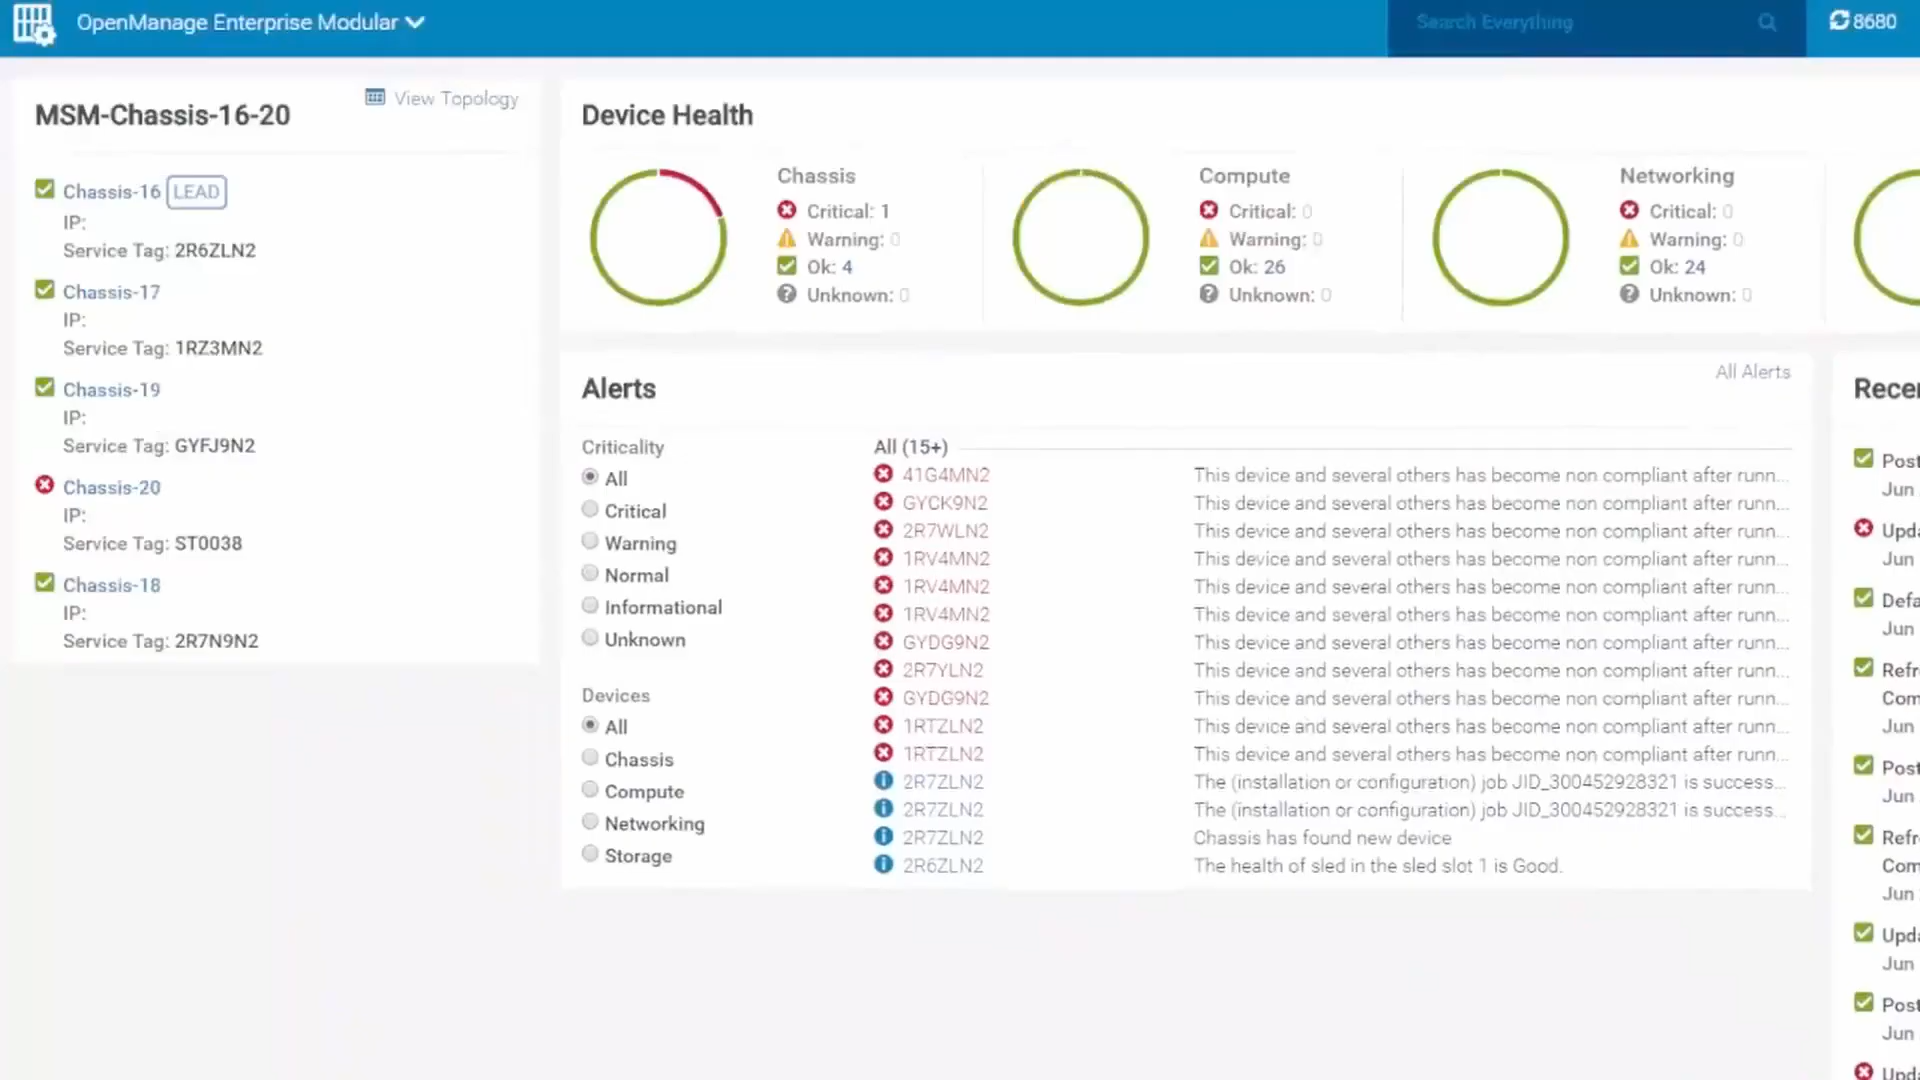 OpenManage Enterprise Modular
Search Everything
8680
MSM-Chassis-16-20
View Topology
Chassis-16 LEAD
IP:
Service Tag: 2R6ZLN2
Chassis-17
IP:
Service Tag: 1RZ3MN2
Chassis-19
IP:
Service Tag: GYFJ9N2
Chassis-20
IP:
Service Tag: ST0038
Chassis-18
IP:
Service Tag: 2R7N9N2
Device Health
Chassis
Critical: 1
Warning: 0
Ok: 4
Unknown: 0
Compute
Critical: 0
Warning: 0
Ok: 26
Unknown: 0
Networking
Critical: 0
Warning: 0
Ok: 24
Unknown: 0
Alerts
All Alerts
Criticality
All
Critical
Warning
Normal
Informational
Unknown
Devices
All
Chassis
Compute
Networking
Storage
All (15+)
41G4MN2 This device and several others has become non compliant after runn...
GYCK9N2 This device and several others has become non compliant after runn...
2R7WLN2 This device and several others has become non compliant after runn...
1RV4MN2 This device and several others has become non compliant after runn...
1RV4MN2 This device and several others has become non compliant after runn...
1RV4MN2 This device and several others has become non compliant after runn...
GYDG9N2 This device and several others has become non compliant after runn...
2R7YLN2 This device and several others has become non compliant after runn...
GYDG9N2 This device and several others has become non compliant after runn...
1RTZLN2 This device and several others has become non compliant after runn...
1RTZLN2 This device and several others has become non compliant after runn...
2R7ZLN2 The (installation or configuration) job JID_300452928321 is success...
2R7ZLN2 The (installation or configuration) job JID_300452928321 is success...
2R7ZLN2 Chassis has found new device
2R6ZLN2 The health of sled in the sled slot 1 is Good.
Rece
Post
Jun
Upda
Jun
Defa
Jun
Refr
Com
Jun
Post
Jun
Refr
Com
Jun
Upda
Jun
Post
Jun
Upda